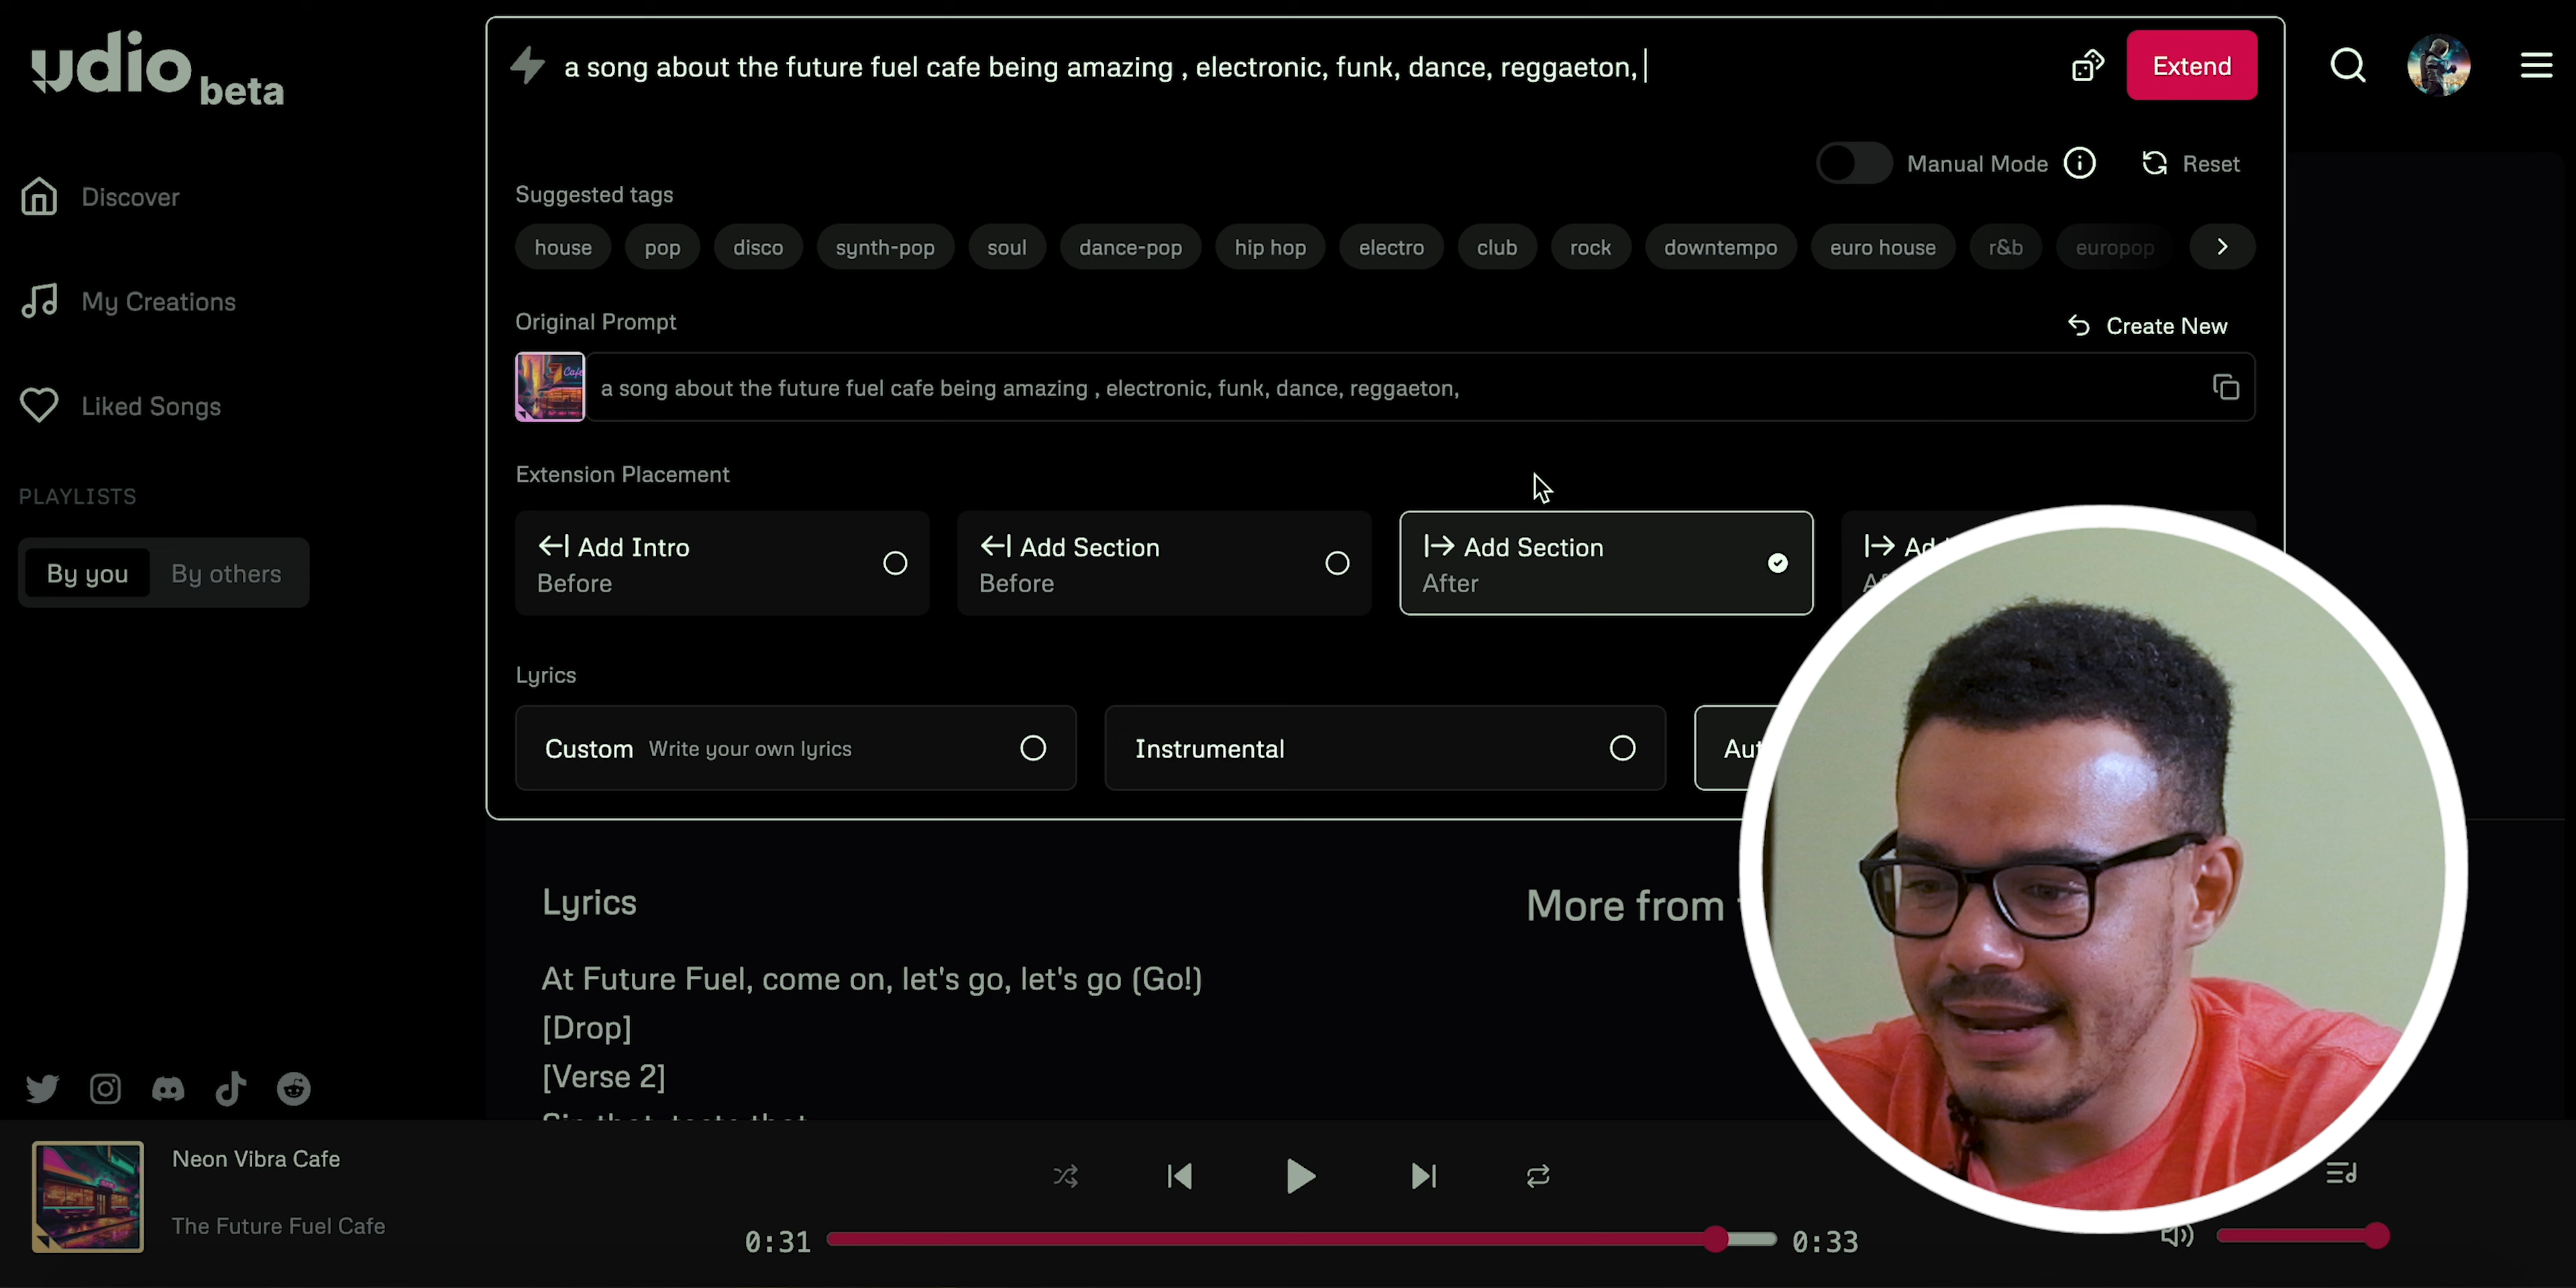 udio beta
a song about the future fuel cafe being amazing , electronic, funk, dance, reggaeton,
Extend
Manual Mode
Reset
Discover
Suggested tags
house pop disco synth-pop soul dance-pop hip hop electro club rock downtempo euro house r&b europop
My Creations
Original Prompt
Create New
a song about the future fuel cafe being amazing , electronic, funk, dance, reggaeton,
Liked Songs
Extension Placement
PLAYLISTS
By you
By others
Add Intro
Before
Add Section
Before
Add Section
After
Lyrics
Custom Write your own lyrics
Instrumental
Lyrics
More from
At Future Fuel, come on, let's go, let's go (Go!)
[Drop]
[Verse 2]
Neon Vibra Cafe
The Future Fuel Cafe
0:31
0:33